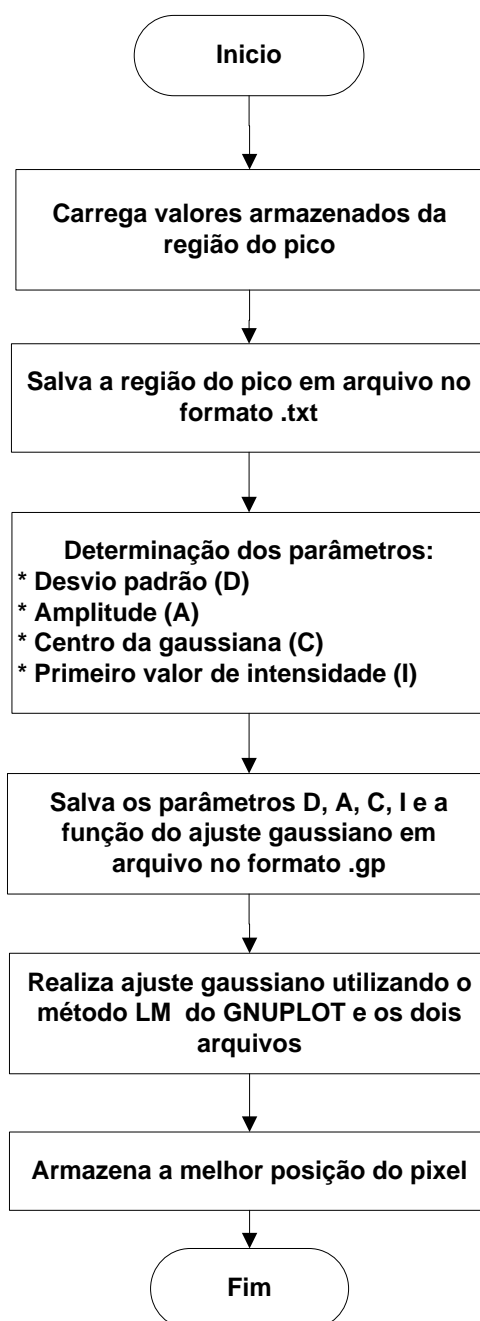 Inicio
Carrega valores armazenados da
região do pico
Salva a região do pico em arquivo no
formato .txt
Determinação dos parâmetros:
* Desvio padrão (D)
* Amplitude (A)
* Centro da gaussiana (C)
* Primeiro valor de intensidade (I)
Salva os parâmetros D, A, C, I e a
função do ajuste gaussiano em
arquivo no formato .gp
Realiza ajuste gaussiano utilizando o
método LM do GNUPLOT e os dois
arquivos
Armazena a melhor posição do pixel
Fim